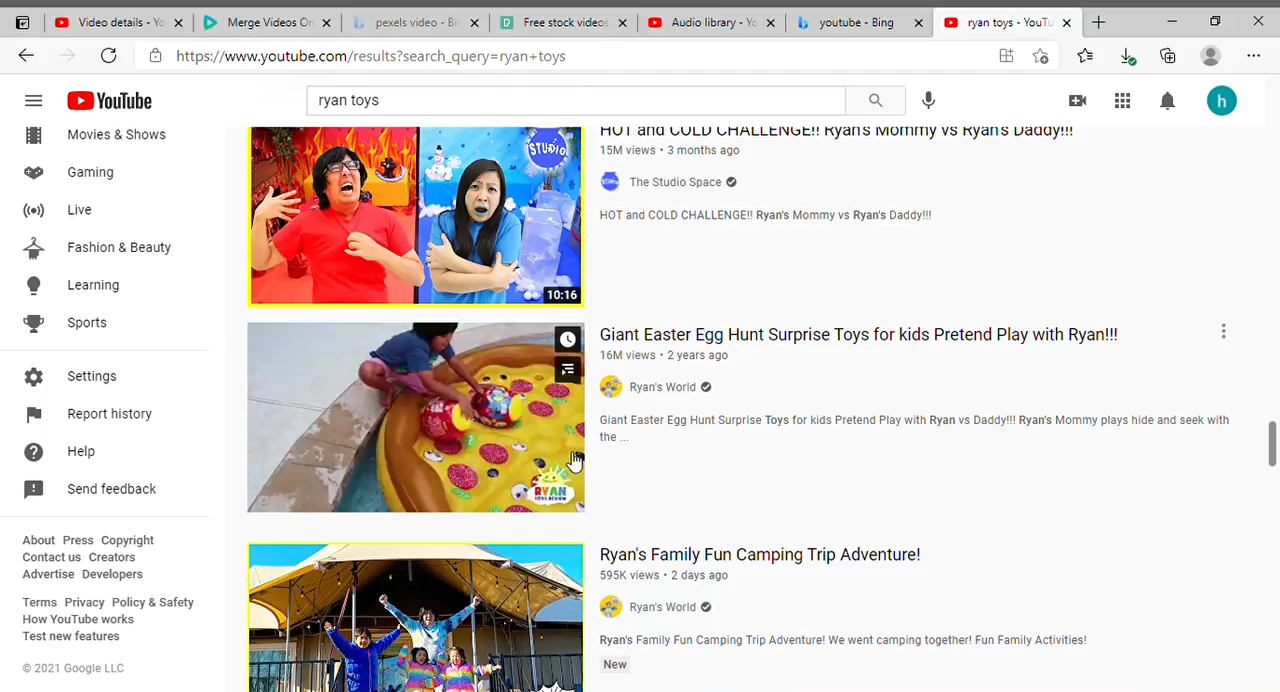 Video details - Yo
Merge Videos On
pexels video - Bi
Free stock videos
Audio library - Yo
youtube - Bing
ryan toys - YouTu
https://www.youtube.com/results?search_query=ryan+toys
YouTube
ryan toys
h
Movies & Shows
Gaming
Live
Fashion & Beauty
Learning
Sports
Settings
Report history
Help
Send feedback
About Press Copyright
Contact us Creators
Advertise Developers
Terms Privacy Policy & Safety
How YouTube works
Test new features
© 2021 Google LLC
STUDIO
10:16
HOT and COLD CHALLENGE!! Ryan's Mommy vs Ryan's Daddy!!!
15M views • 3 months ago
The Studio Space
HOT and COLD CHALLENGE!! Ryan's Mommy vs Ryan's Daddy!!!
RYAN
TOYS REVIEW
Giant Easter Egg Hunt Surprise Toys for kids Pretend Play with Ryan!!!
16M views • 2 years ago
Ryan's World
Giant Easter Egg Hunt Surprise Toys for kids Pretend Play with Ryan vs Daddy!!! Ryan's Mommy plays hide and seek with
the ...
Ryan's Family Fun Camping Trip Adventure!
595K views • 2 days ago
Ryan's World
Ryan's Family Fun Camping Trip Adventure! We went camping together! Fun Family Activities!
New